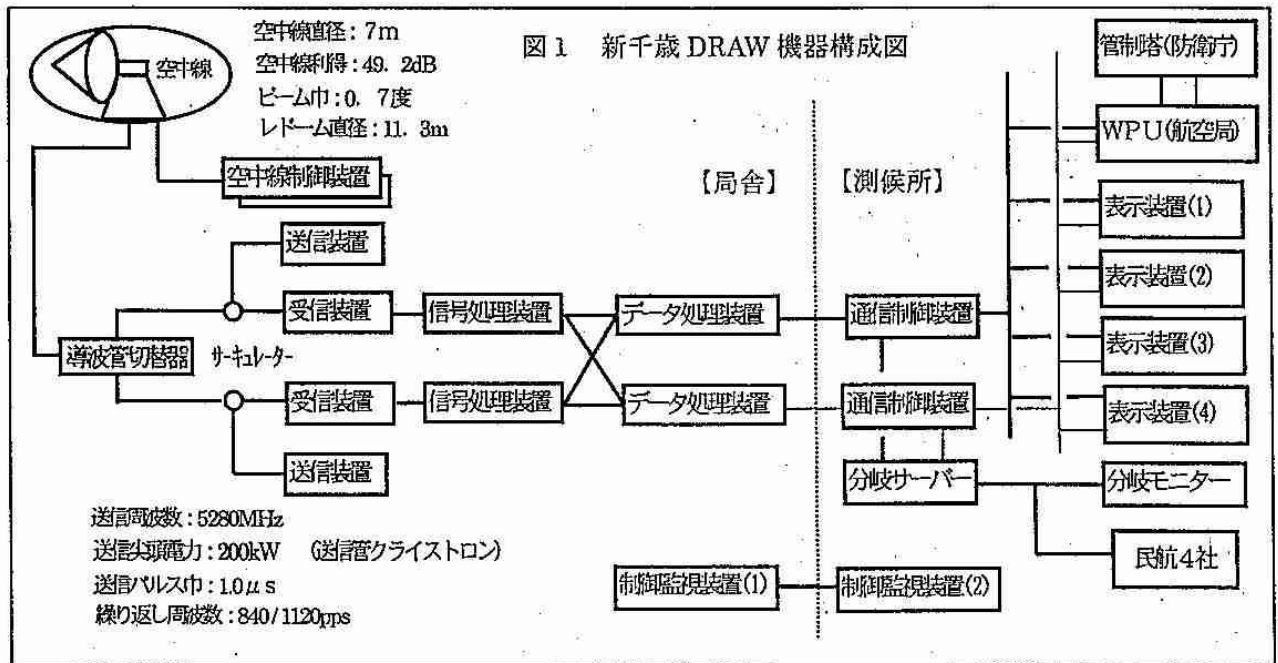 図1 新千歳 DRAW 機器構成図
空中線直径：7m
空中線利得：49. 2dB
ビーム巾：0. 7度
レドーム直径：11. 3m
空中線
空中線制御装置
【局舎】
【測候所】
管制塔(防衛庁)
WPU(航空局)
送信装置
受信装置
信号処理装置
データ処理装置
通信制御装置
導波管切替器
サーキュレーター
受信装置
信号処理装置
データ処理装置
通信制御装置
送信装置
表示装置(1)
表示装置(2)
表示装置(3)
表示装置(4)
分岐サーバー
分岐モニター
民航4社
送信周波数：5280MHz
送信尖頭電力：200kW (送信管クライストロン)
送信パルス巾：1.0μs
繰り返し周波数：840/1120pps
制御監視装置(1)
制御監視装置(2)